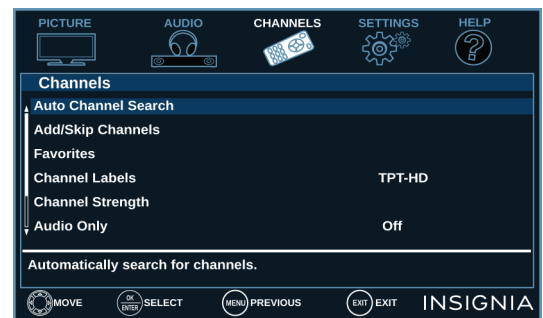 PICTURE AUDIO CHANNELS SETTINGS HELP
?
Channels
Auto Channel Search
Add/Skip Channels
Favorites
Channel Labels TPT-HD
Channel Strength
Audio Only Off
Automatically search for channels.
MOVE OK ENTER SELECT MENU PREVIOUS EXIT EXIT INSIGNIA